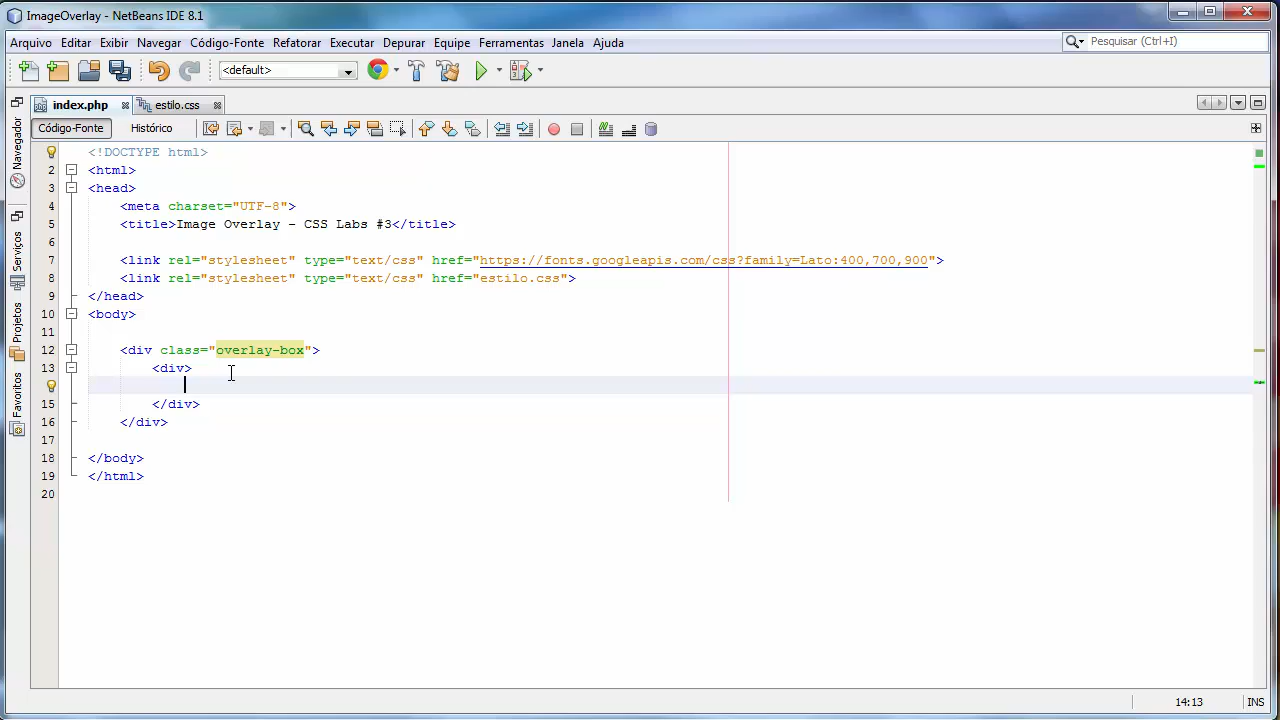 ImageOverlay - NetBeans IDE 8.1
Arquivo Editar Exibir Navegar Código-Fonte Refatorar Executar Depurar Equipe Ferramentas Janela Ajuda
Pesquisar (Ctrl+I)
<default>
index.php estilo.css
Código-Fonte Histórico
Navegador
Serviços
Projetos
Favoritos
<!DOCTYPE html>
2 <html>
3 <head>
4 <meta charset="UTF-8">
5 <title>Image Overlay - CSS Labs #3</title>
6
7 <link rel="stylesheet" type="text/css" href="https://fonts.googleapis.com/css?family=Lato:400,700,900">
8 <link rel="stylesheet" type="text/css" href="estilo.css">
9 </head>
10 <body>
11
12 <div class="overlay-box">
13 <div>
15 </div>
16 </div>
17
18 </body>
19 </html>
20
14:13 INS